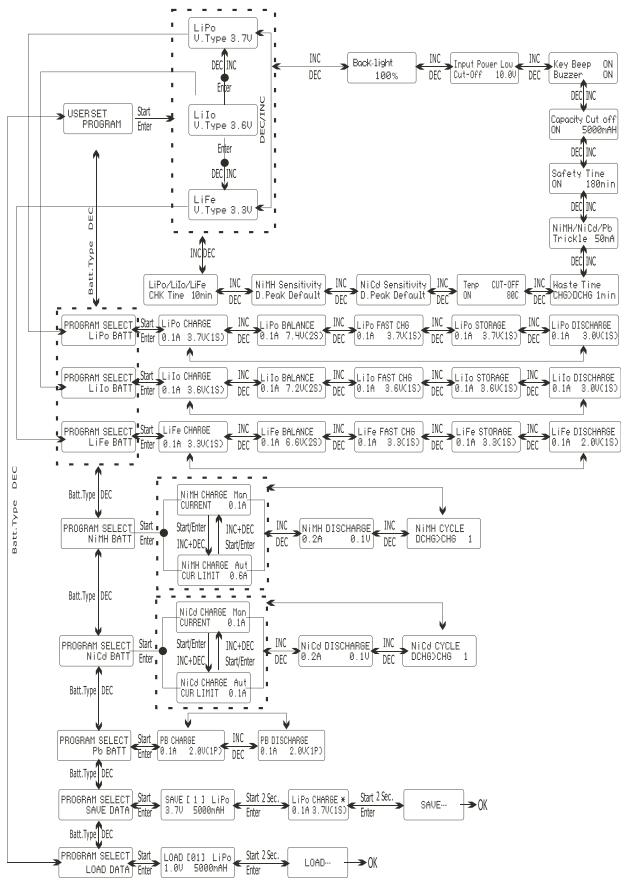 LiPo
V.Type 3.7V
DEC INC
Enter
LiIo
V.Type 3.6V
Enter
DEC INC
LiFe
V.Type 3.3V
DEC/INC
INC
DEC
Back-light
100%
INC
DEC
Input Power Low
Cut-Off 10.0V
INC
DEC
Key Beep ON
Buzzer ON
DEC INC
Capacity Cut off
ON 5000mAH
DEC INC
Safety Time
ON 180min
DEC INC
NiMH/NiCd/Pb
Trickle 50mA
DEC INC
USER SET
PROGRAM
Start
Enter
Batt.Type DEC
INC DEC
LiPo/LiIo/LiFe
CHK Time 10min
INC
DEC
NiMH Sensitivity
D.Peak Default
INC
DEC
NiCd Sensitivity
D.Peak Default
INC
DEC
Temp CUT-OFF
ON 80C
INC
DEC
Waste Time
CHG>DCHG 1min
PROGRAM SELECT
LiPo BATT
Start
Enter
LiPo CHARGE
0.1A 3.7V(1S)
INC
DEC
LiPo BALANCE
0.1A 7.4V(2S)
INC
DEC
LiPo FAST CHG
0.1A 3.7V(1S)
INC
DEC
LiPo STORAGE
0.1A 3.7V(1S)
INC
DEC
LiPo DISCHARGE
0.1A 3.0V(1S)
PROGRAM SELECT
LiIo BATT
Start
Enter
LiIo CHARGE
0.1A 3.6V(1S)
INC
DEC
LiIo BALANCE
0.1A 7.2V(2S)
INC
DEC
LiIo FAST CHG
0.1A 3.6V(1S)
INC
DEC
LiIo STORAGE
0.1A 3.6V(1S)
INC
DEC
LiIo DISCHARGE
0.1A 3.0V(1S)
PROGRAM SELECT
LiFe BATT
Start
Enter
LiFe CHARGE
0.1A 3.3V(1S)
INC
DEC
LiFe BALANCE
0.1A 6.6V(2S)
INC
DEC
LiFe FAST CHG
0.1A 3.3(1S)
INC
DEC
LiFe STORAGE
0.1A 3.3(1S)
INC
DEC
LiFe DISCHARGE
0.1A 2.0V(1S)
Batt.Type DEC
Batt.Type DEC
PROGRAM SELECT
NiMH BATT
Start
Enter
NiMH CHARGE Man
CURRENT 0.1A
Start/Enter
INC+DEC
INC+DEC
Start/Enter
NiMH CHARGE Aut
CUR LIMIT 0.6A
INC
DEC
NiMH DISCHARGE
0.2A 0.1V
INC
DEC
NiMH CYCLE
DCHG>CHG 1
Batt.Type DEC
PROGRAM SELECT
NiCd BATT
Start
Enter
NiCd CHARGE Man
CURRENT 0.1A
Start/Enter
INC+DEC
INC+DEC
Start/Enter
NiCd CHARGE Aut
CUR LIMIT 0.1A
INC
DEC
NiCd DISCHARGE
0.2A 0.1V
INC
DEC
NiCd CYCLE
DCHG>CHG 1
Batt.Type DEC
PROGRAM SELECT
Pb BATT
Start
Enter
PB CHARGE
0.1A 2.0V(1P)
INC
DEC
PB DISCHARGE
0.1A 2.0V(1P)
Batt.Type DEC
PROGRAM SELECT
SAVE DATA
Start
Enter
SAVE [ 1 ] LiPo
3.7V 5000mAH
Start 2 Sec.
Enter
LiPo CHARGE *
0.1A 3.7V(1S)
Start 2 Sec.
Enter
SAVE···
OK
Batt.Type DEC
PROGRAM SELECT
LOAD DATA
Start
Enter
LOAD [01] LiPo
1.0V 5000mAH
Start 2 Sec.
Enter
LOAD···
OK